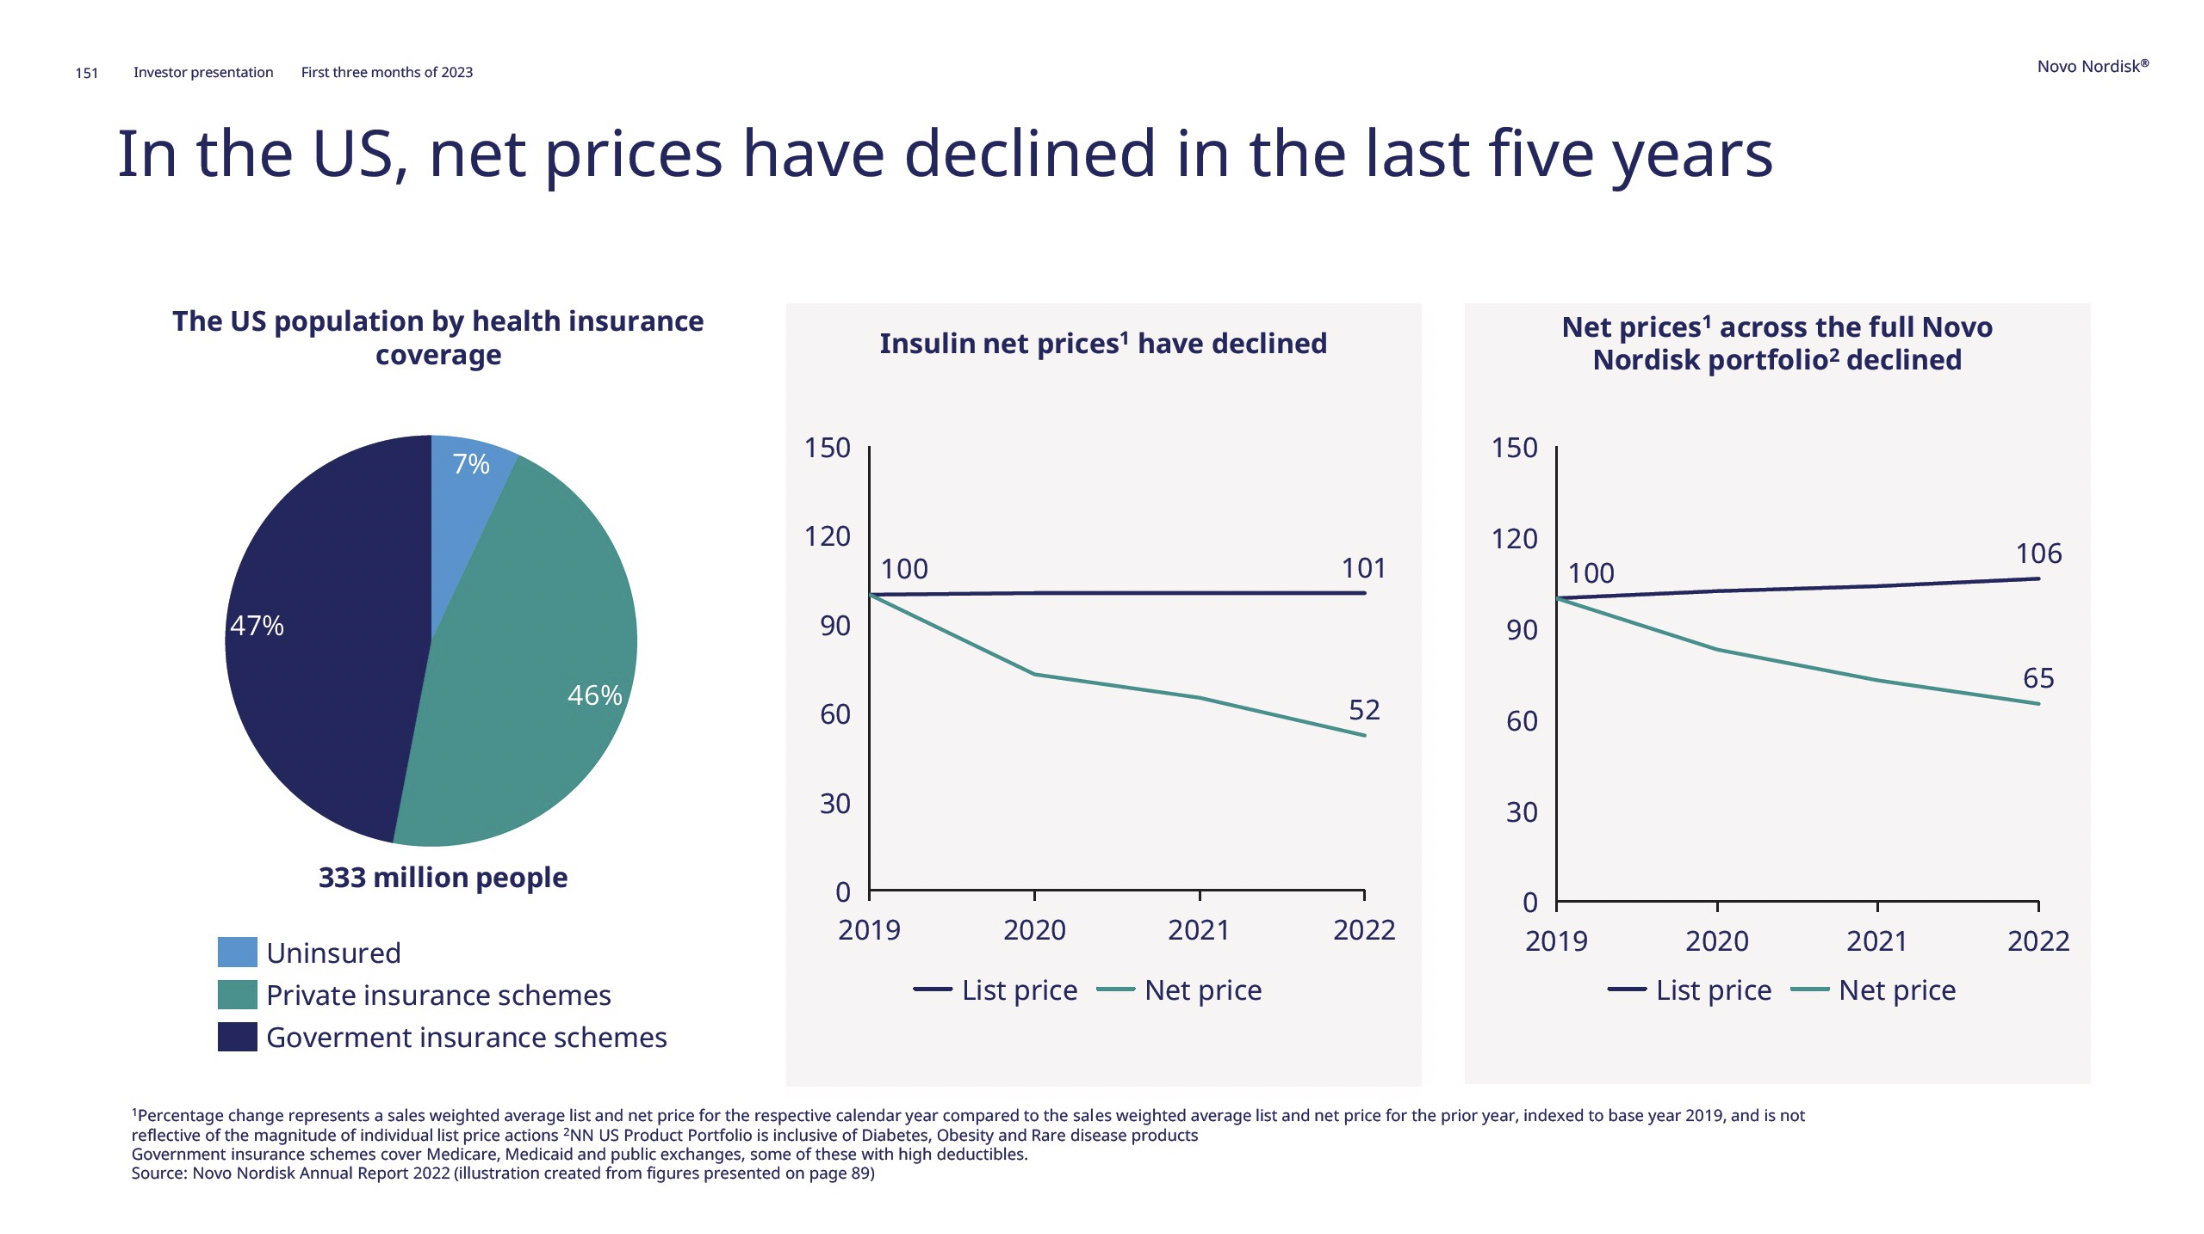 151 Investor presentation First three months of 2023
Novo Nordisk®
In the US, net prices have declined in the last five years
The US population by health insurance
coverage
7%
47%
46%
333 million people
Uninsured
Private insurance schemes
Goverment insurance schemes
Insulin net prices¹ have declined
150
120
90
60
30
0
100
101
52
2019 2020 2021 2022
List price Net price
Net prices¹ across the full Novo
Nordisk portfolio² declined
150
120
90
60
30
0
100
106
65
2019 2020 2021 2022
List price Net price
¹Percentage change represents a sales weighted average list and net price for the respective calendar year compared to the sales weighted average list and net price for the prior year, indexed to base year 2019, and is not
reflective of the magnitude of individual list price actions ²NN US Product Portfolio is inclusive of Diabetes, Obesity and Rare disease products
Government insurance schemes cover Medicare, Medicaid and public exchanges, some of these with high deductibles.
Source: Novo Nordisk Annual Report 2022 (illustration created from figures presented on page 89)